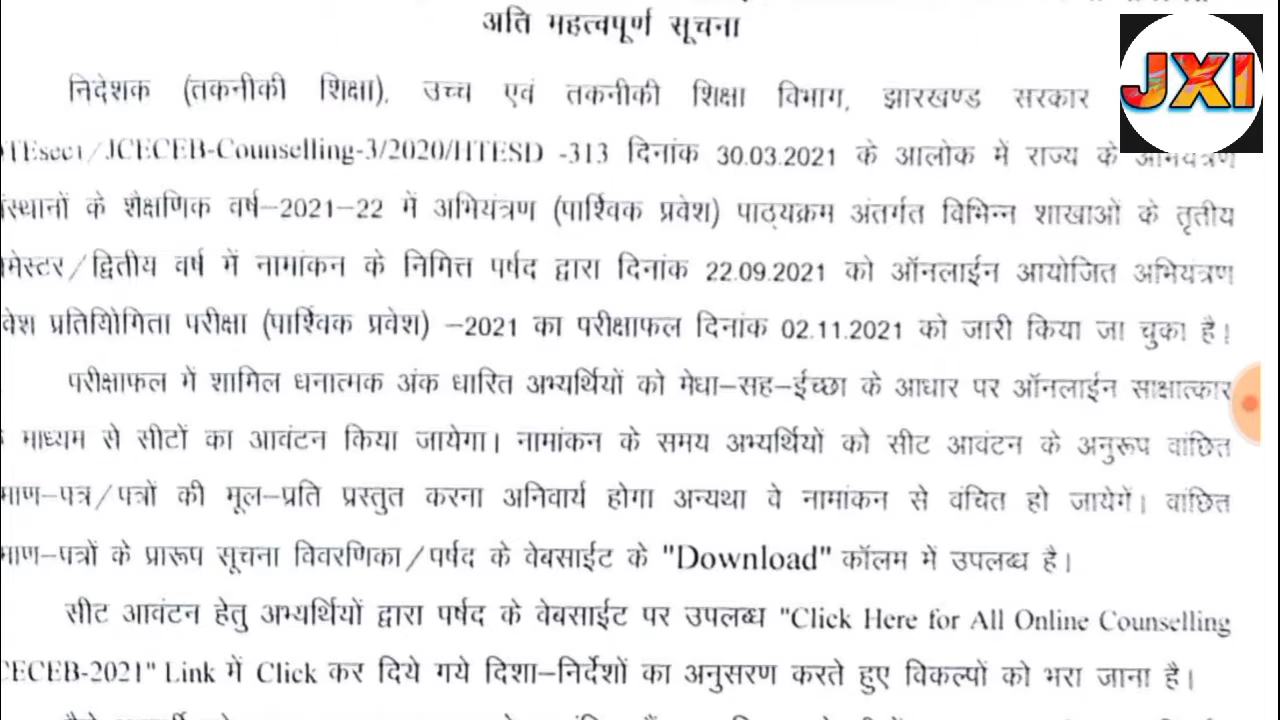 अति महत्वपूर्ण सूचना
JXI
निदेशक (तकनीकी शिक्षा), उच्च एवं तकनीकी शिक्षा विभाग, झारखण्ड सरकार
/JCECEB-Counselling-3/2020/HTESD -313 दिनांक 30.03.2021 के आलोक में राज्य के
के शैक्षणिक वर्ष-2021-22 में अभियंत्रण (पार्श्विक प्रवेश) पाठ्यक्रम अंतर्गत विभिन्न शाखाओं के तृतीय
मेस्टर/द्वितीय वर्ष में नामांकन के निमित्त पर्षद द्वारा दिनांक 22.09.2021 को ऑनलाईन आयोजित अभियंत्रण
वेश प्रतियोगिता परीक्षा (पार्श्विक प्रवेश) -2021 का परीक्षाफल दिनांक 02.11.2021 को जारी किया जा चुका है।
परीक्षाफल में शामिल धनात्मक अंक धारित अभ्यर्थियों को मेधा-सह-ईच्छा के आधार पर ऑनलाईन साक्षात्कार
माध्यम से सीटों का आवंटन किया जायेगा। नामांकन के समय अभ्यर्थियों को सीट आवंटन के अनुरूप वांछित
माण-पत्र/पत्रों की मूल-प्रति प्रस्तुत करना अनिवार्य होगा अन्यथा वे नामांकन से वंचित हो जायेगें। वांछित
माण-पत्रों के प्रारूप सूचना विवरणिका/पर्षद के वेबसाईट के "Download" कॉलम में उपलब्ध है।
सीट आवंटन हेतु अभ्यर्थियों द्वारा पर्षद के वेबसाईट पर उपलब्ध "Click Here for All Online Counselling
CECEB-2021" Link में Click कर दिये गये दिशा-निर्देशों का अनुसरण करते हुए विकल्पों को भरा जाना है।